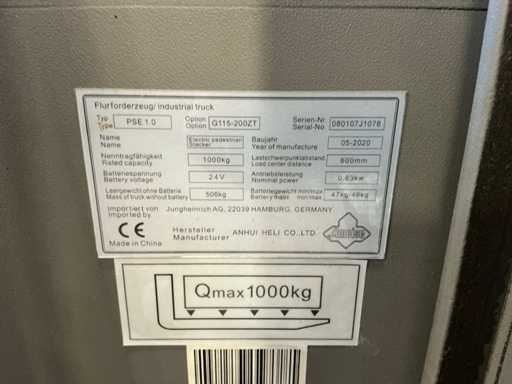 Flurförderzeug/ industrial truck
Typ Type PSE 1.0 Option Option G115-200ZT Serien-Nr. Serial-No. 080107J1078
Name Name Electric pedestrian Stacker Baujahr Year of manufacture 05-2020
Nenntragfähigkeit Rated capacity 1000kg Lastschwerpunktabstand Load center distance 600mm
Batteriespannung Battery voltage 24V Antriebsleistung Nominal power 0.63kw
Leergewicht ohne Batterie Mass of truck without battery 506kg Batteriegewicht min/max Battery mass min/max 47kg-48kg
Importiert von Imported by Jungheinrich AG, 22039 HAMBURG, GERMANY
CE Made in China Hersteller Manufacturer ANHUI HELI CO.,LTD.
Qmax1000kg